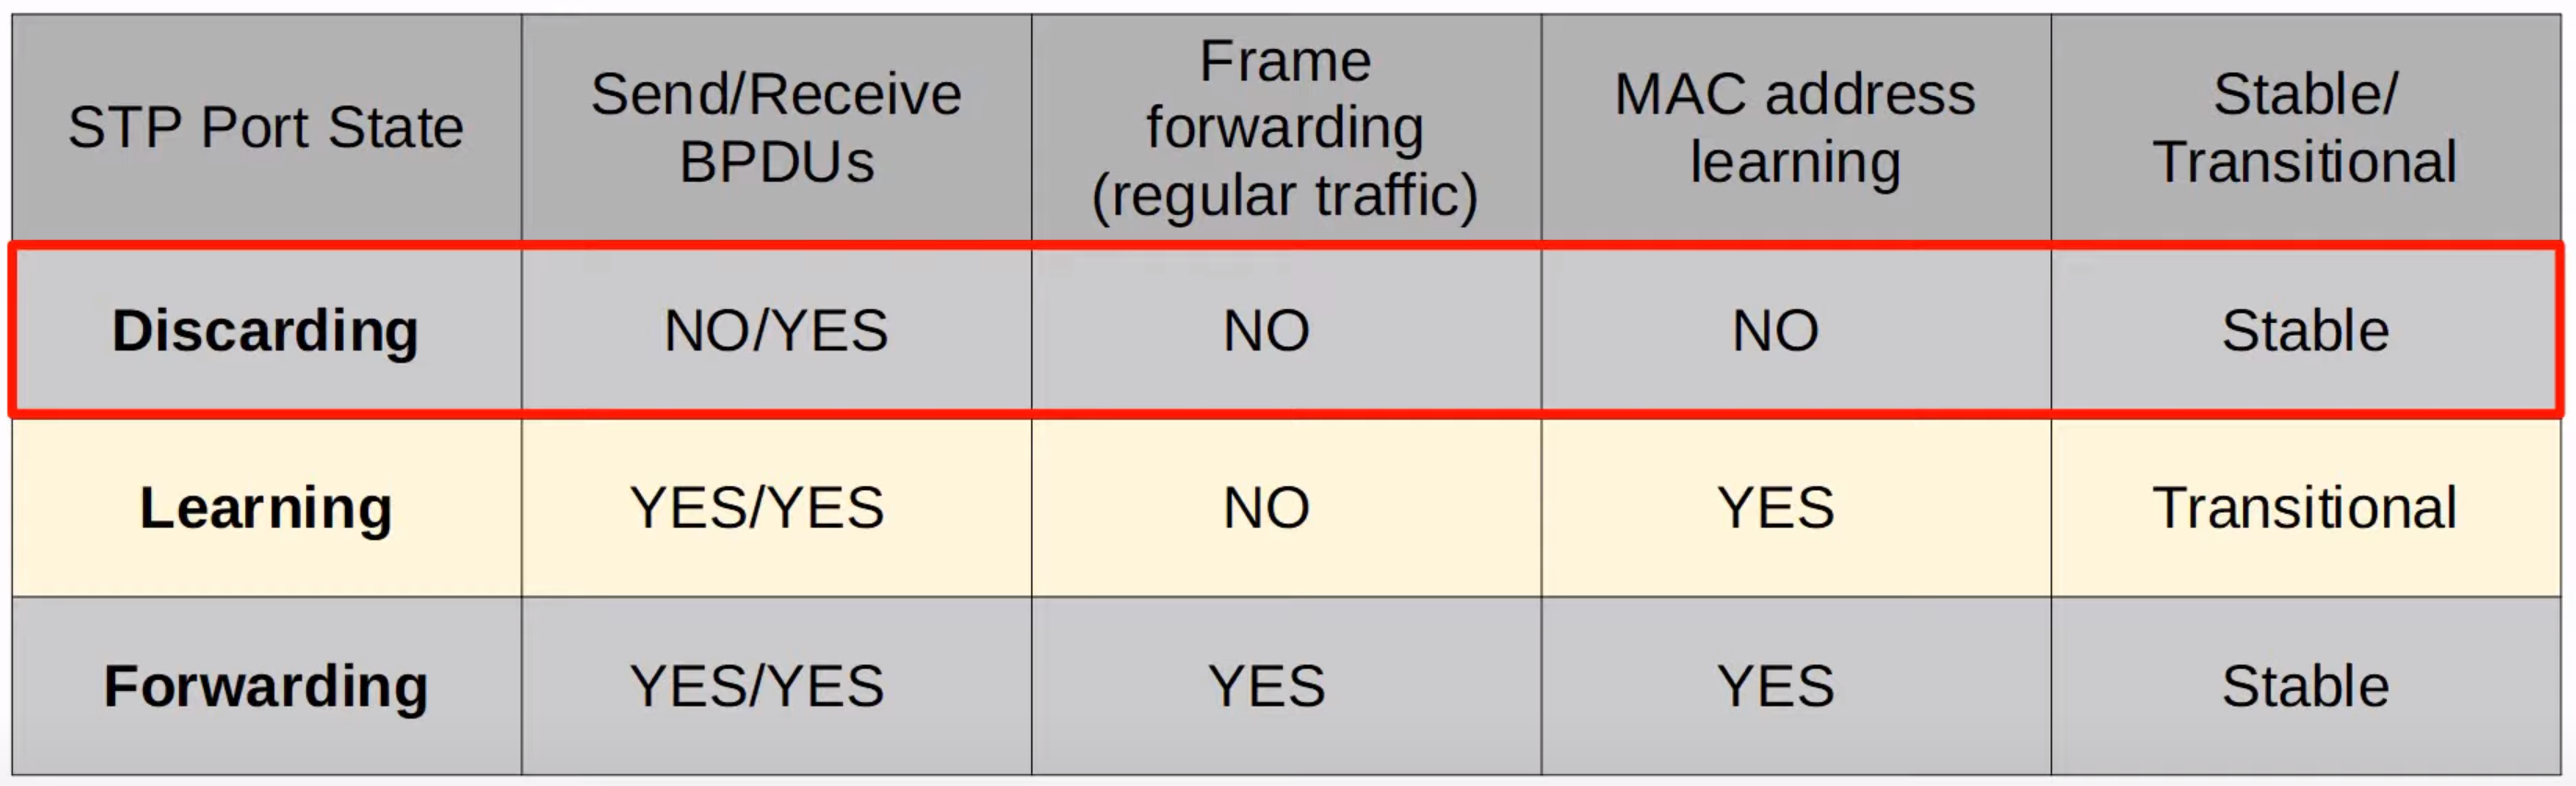 STP Port State
Send/Receive
BPDUs
Frame
forwarding
(regular traffic)
MAC address
learning
Stable/
Transitional
Discarding
NO/YES
NO
NO
Stable
Learning
YES/YES
NO
YES
Transitional
Forwarding
YES/YES
YES
YES
Stable